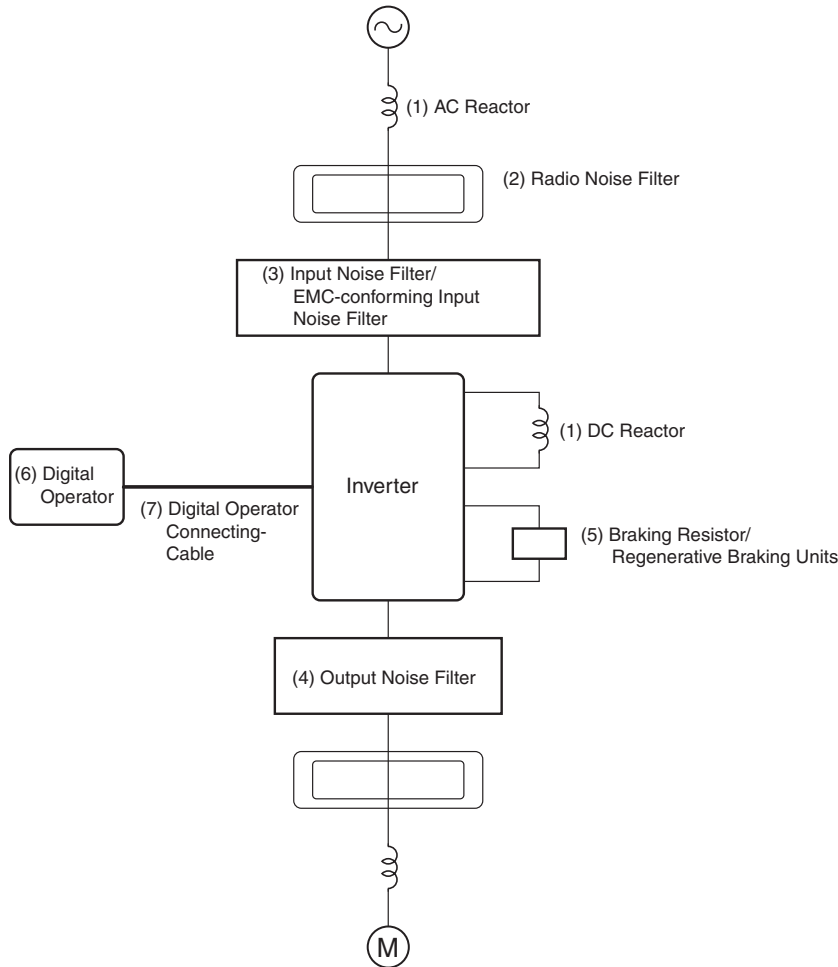 (1) AC Reactor
(2) Radio Noise Filter
(3) Input Noise Filter/
EMC-conforming Input
Noise Filter
(1) DC Reactor
Inverter
(6) Digital
Operator
(7) Digital Operator
Connecting-
Cable
(5) Braking Resistor/
Regenerative Braking Units
(4) Output Noise Filter
M